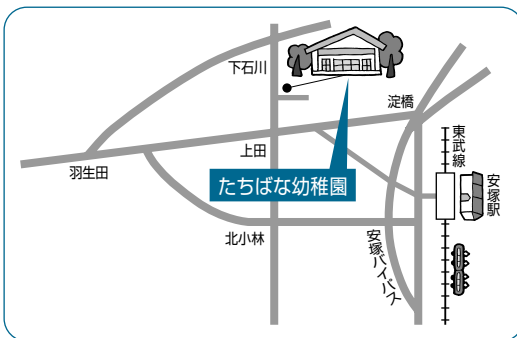 下石川
淀橋
東武線
羽生田
上田
安塚駅
たちばな幼稚園
北小林
安塚バイパス